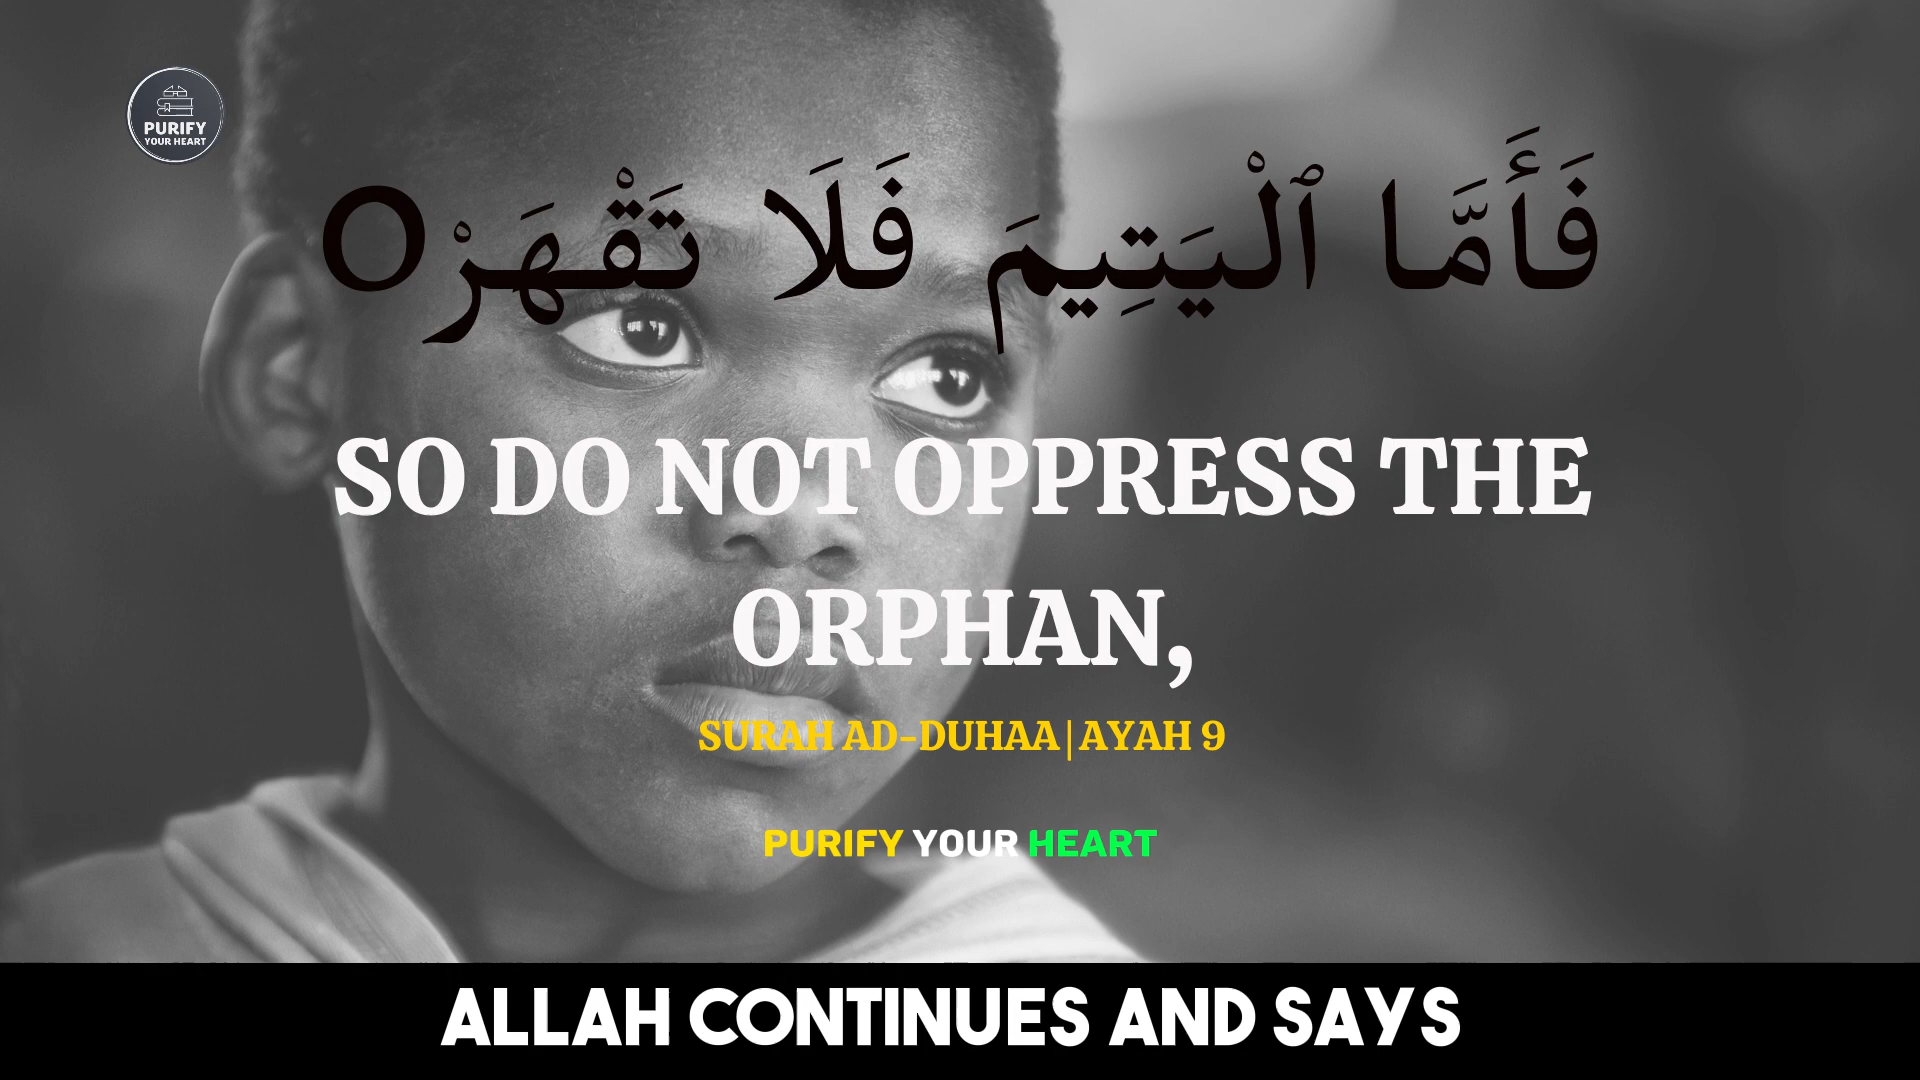 PURIFY
YOUR HEART
فَأَمَّا ٱلْيَتِيمَ فَلَا تَقْهَرْO
SO DO NOT OPPRESS THE
ORPHAN,
SURAH AD-DUHAA|AYAH 9
PURIFY YOUR HEART
ALLAH CONTINUES AND SAYS